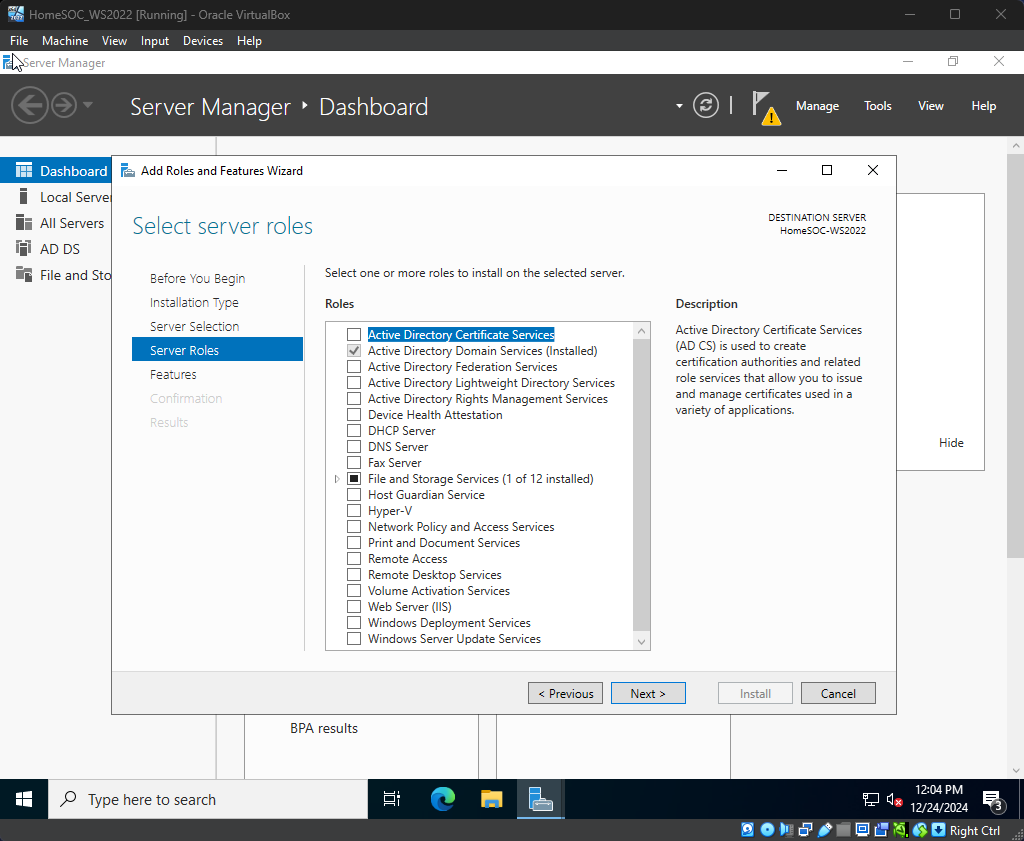 HomeSOC_WS2022 [Running] - Oracle VirtualBox
File Machine View Input Devices Help
Server Manager
Server Manager Dashboard
Manage Tools View Help
Dashboard
Local Server
All Servers
AD DS
File and Sto
Add Roles and Features Wizard
Select server roles
DESTINATION SERVER
HomeSOC-WS2022
Before You Begin
Installation Type
Server Selection
Server Roles
Features
Confirmation
Results
Select one or more roles to install on the selected server.
Roles
Active Directory Certificate Services
Active Directory Domain Services (Installed)
Active Directory Federation Services
Active Directory Lightweight Directory Services
Active Directory Rights Management Services
Device Health Attestation
DHCP Server
DNS Server
Fax Server
File and Storage Services (1 of 12 installed)
Host Guardian Service
Hyper-V
Network Policy and Access Services
Print and Document Services
Remote Access
Remote Desktop Services
Volume Activation Services
Web Server (IIS)
Windows Deployment Services
Windows Server Update Services
Description
Active Directory Certificate Services
(AD CS) is used to create
certification authorities and related
role services that allow you to issue
and manage certificates used in a
variety of applications.
Hide
< Previous Next > Install Cancel
BPA results
Type here to search
12:04 PM
12/24/2024
3
Right Ctrl